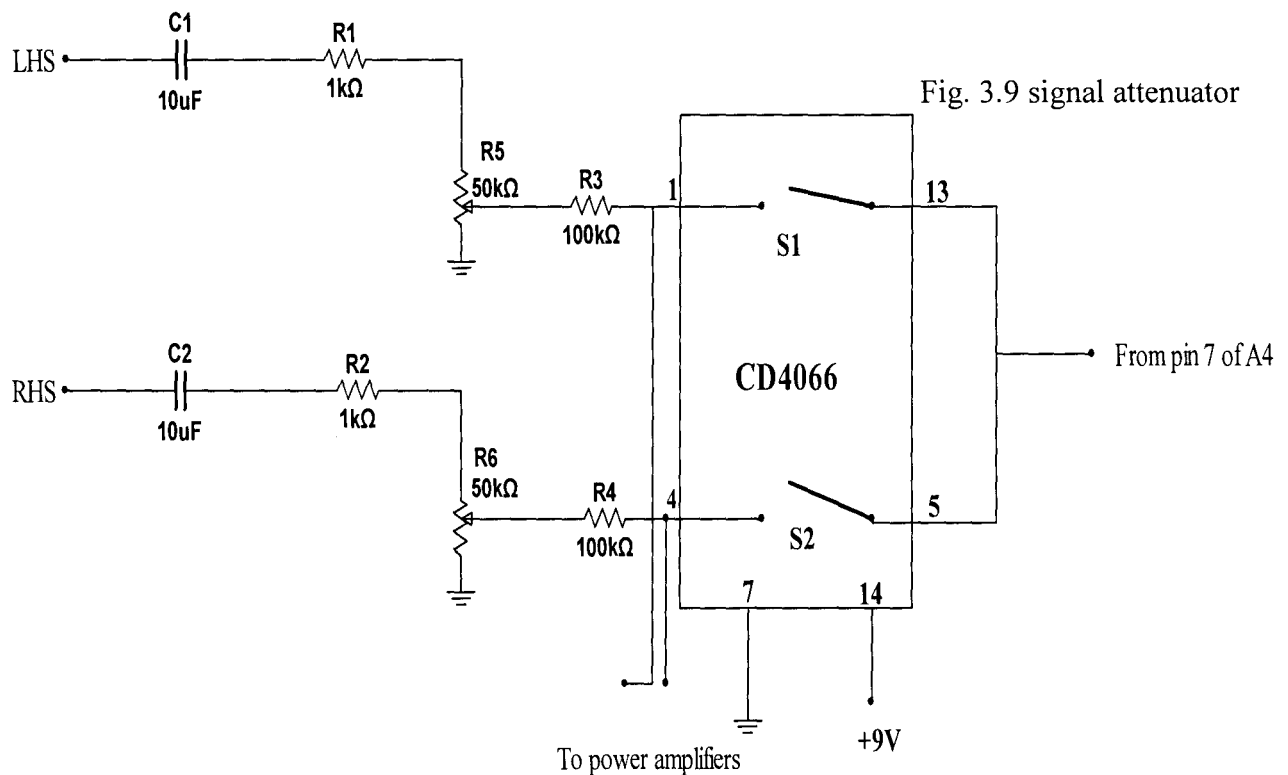 C1
R1
LHS
10uF
1kΩ
Fig. 3.9 signal attenuator
R5
50kΩ
R3
1
13
100kΩ
S1
C2
R2
From pin 7 of A4
RHS
CD4066
10uF
1kΩ
R6
50kΩ
R4
4
5
100kΩ
S2
7
14
+9V
To power amplifiers